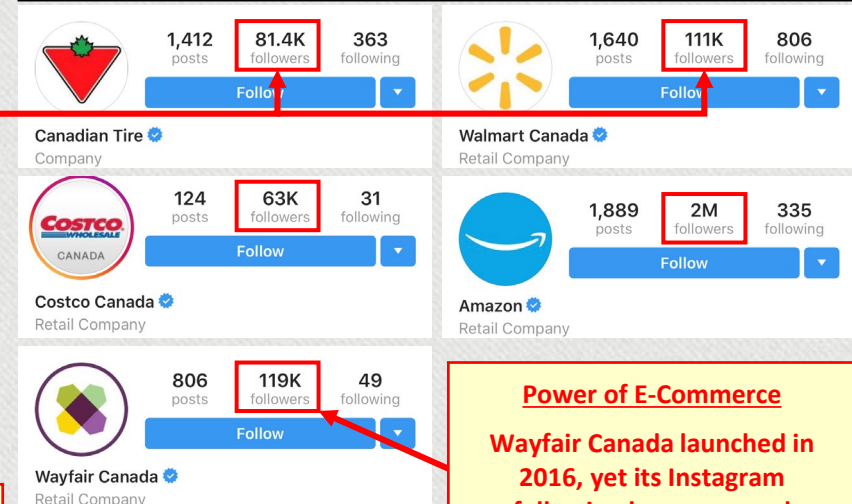 1,412 81.4K 363
posts followers following
Follow
Canadian Tire
Company
1,640 111K 806
posts followers following
Follow
Walmart Canada
Retail Company
COSTCO
WHOLESALE
CANADA
124 63K 31
posts followers following
Follow
Costco Canada
Retail Company
1,889 2M 335
posts followers following
Follow
Amazon
Retail Company
806 119K 49
posts followers following
Follow
Wayfair Canada
Retail Company
Power of E-Commerce
Wayfair Canada launched in
2016, yet its Instagram